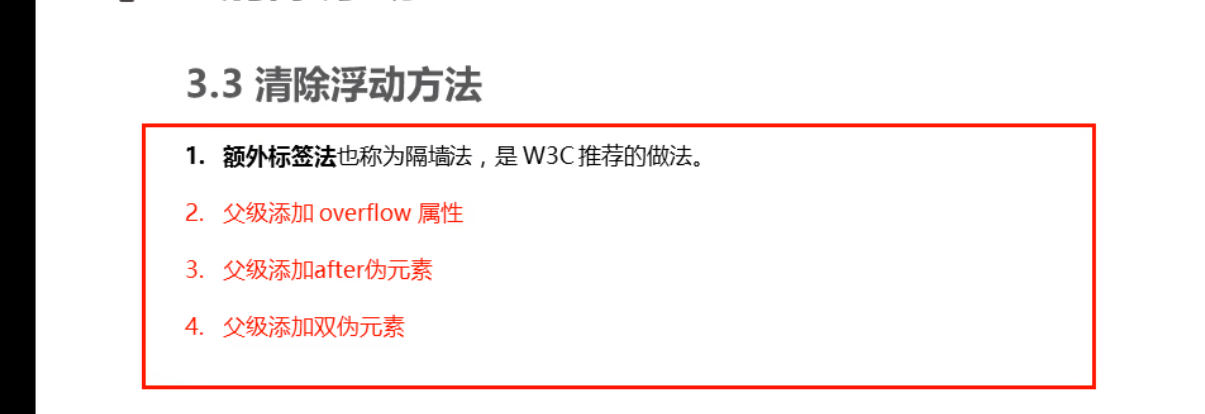 3.3 清除浮动方法
1. 额外标签法也称为隔墙法，是 W3C 推荐的做法。
2. 父级添加 overflow 属性
3. 父级添加after伪元素
4. 父级添加双伪元素